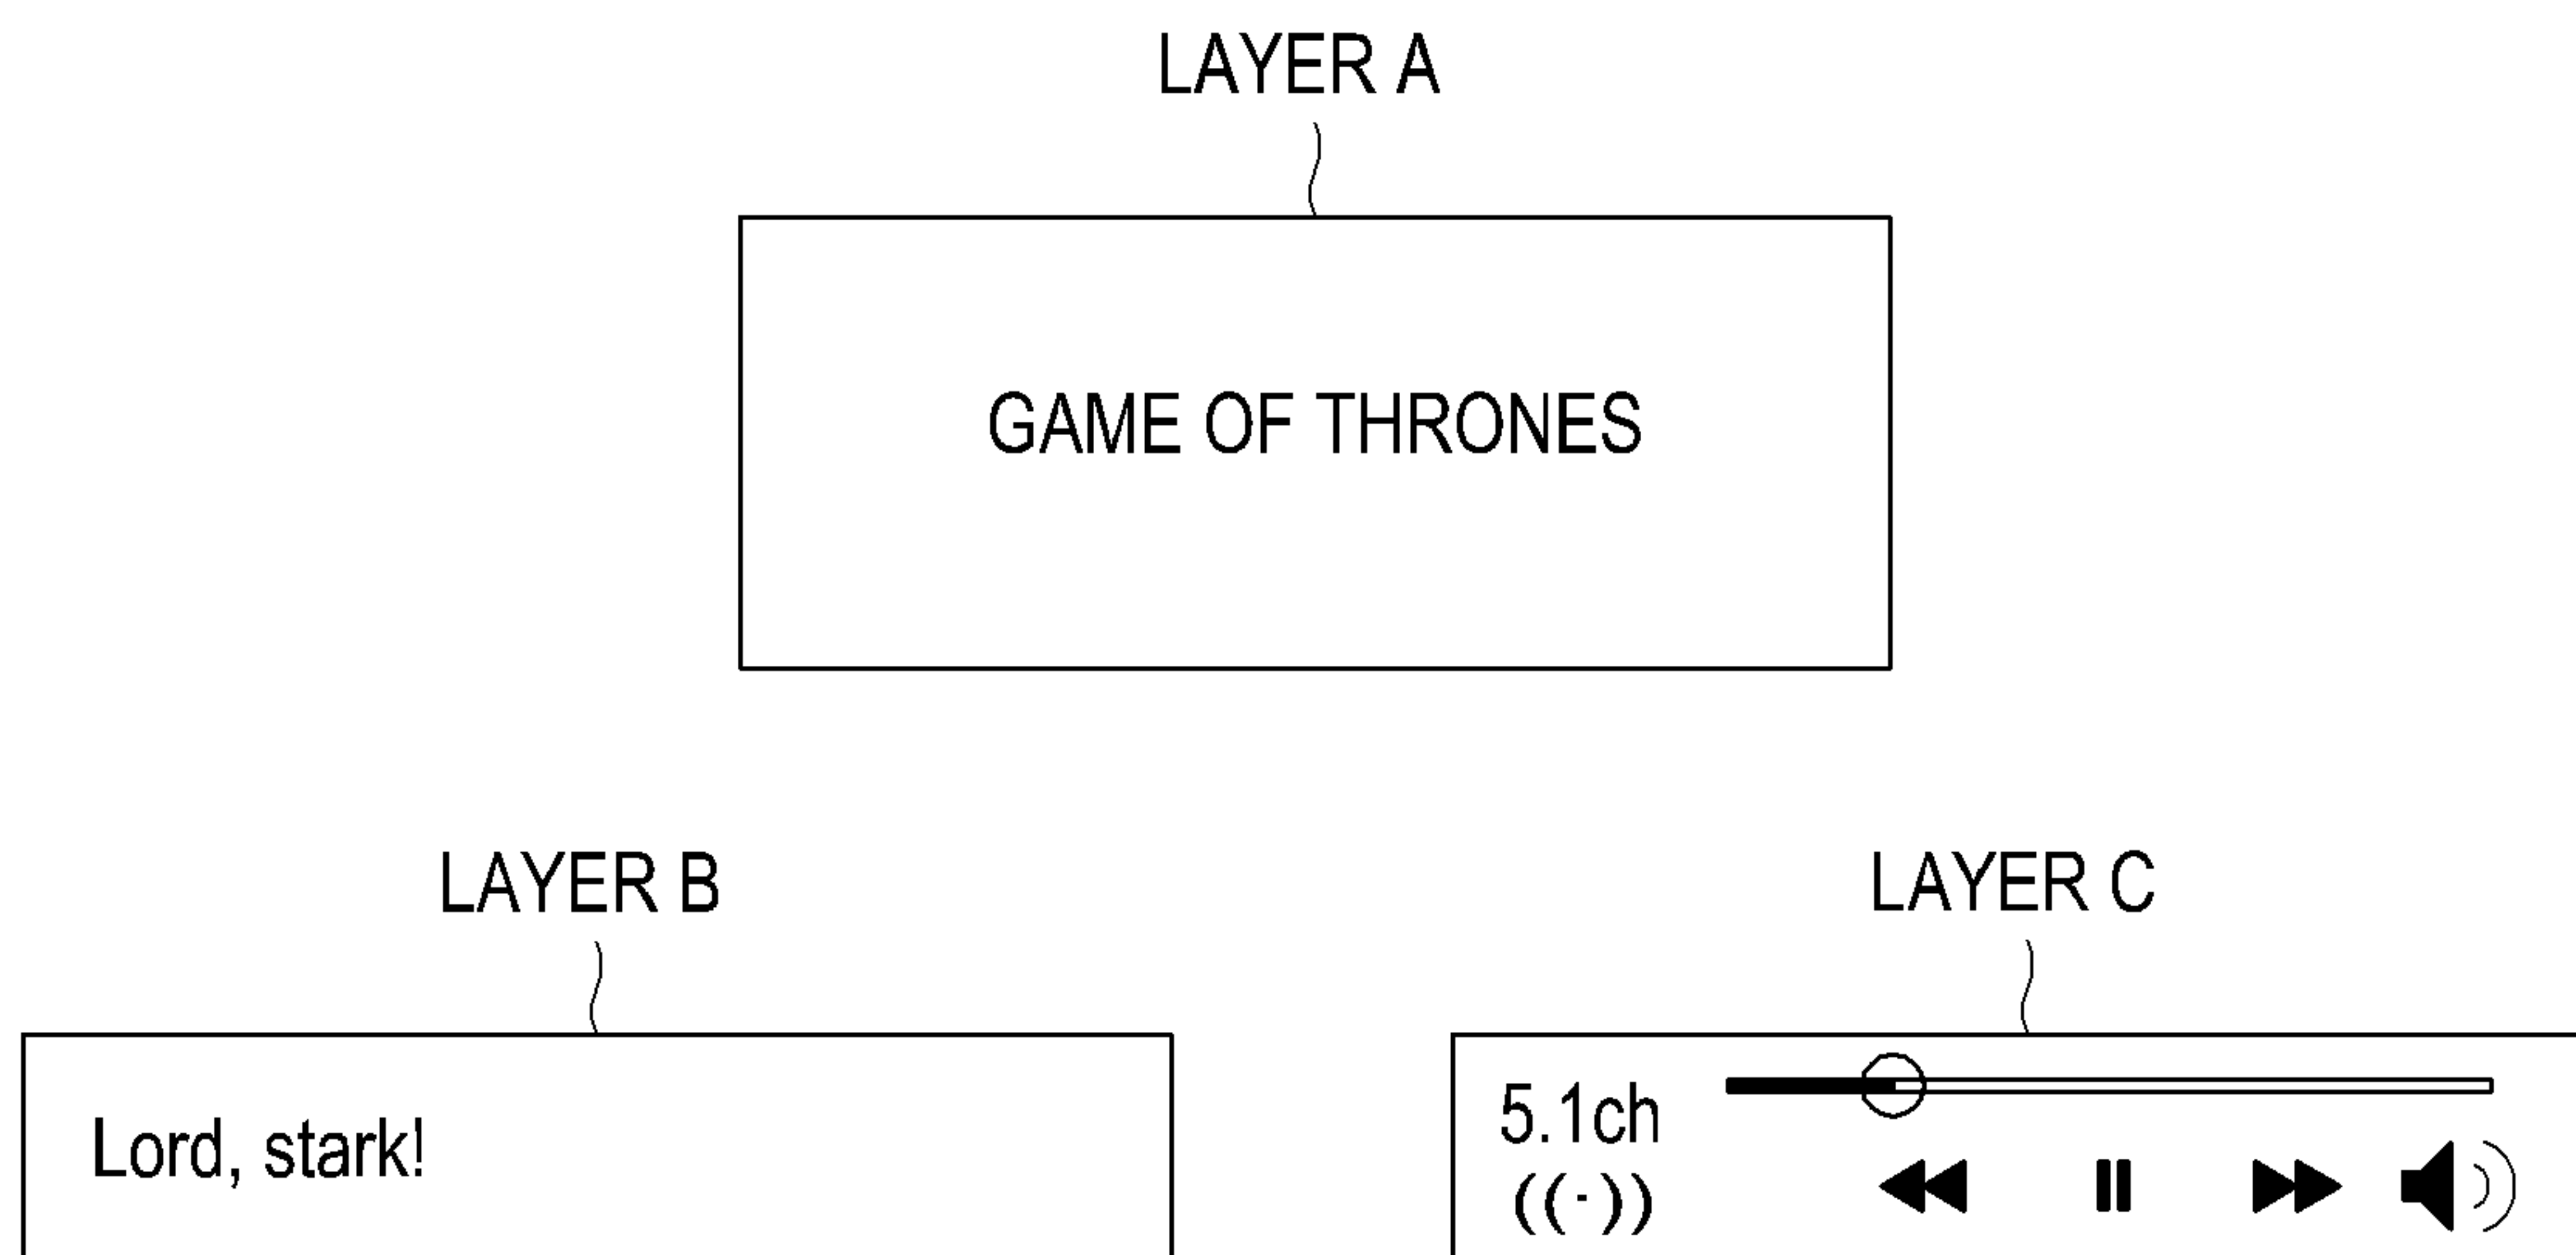 LAYER A
GAME OF THRONES
LAYER B
LAYER C
Lord, stark!
5.1ch
((·))